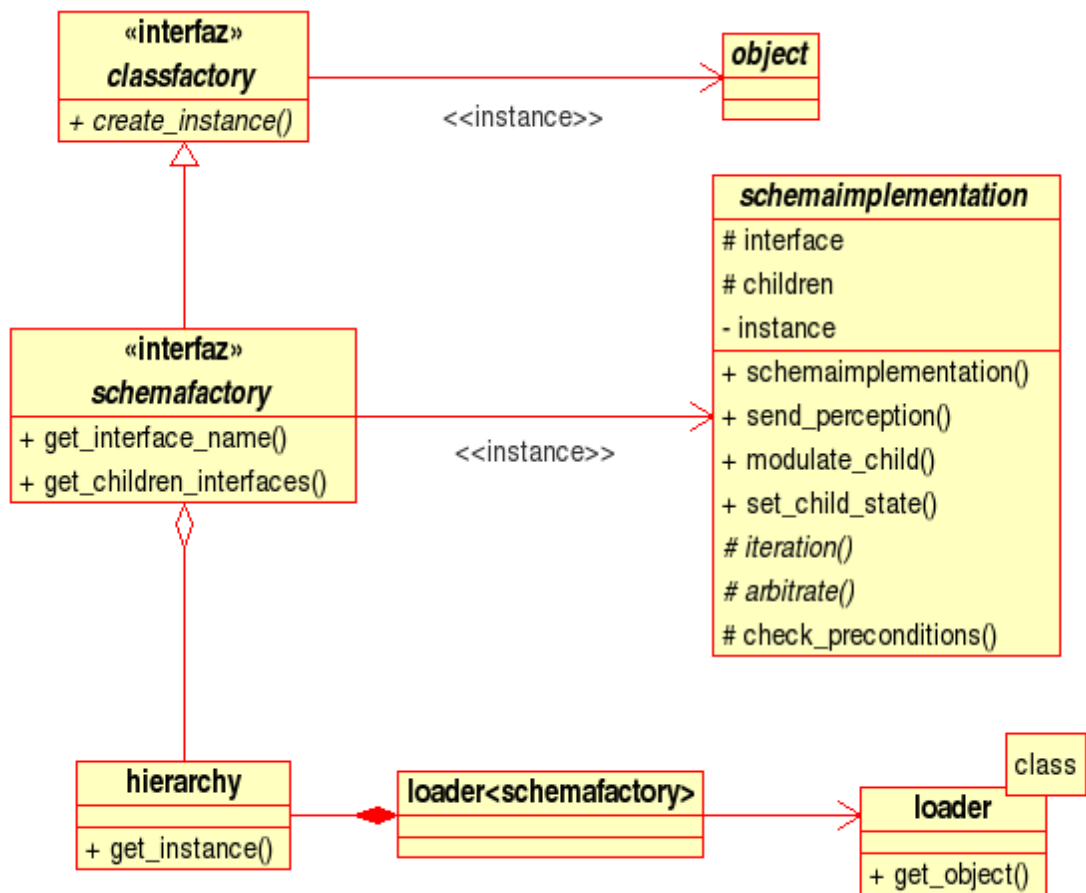 «interfaz»
classfactory
+ create_instance()
<<instance>>
object
«interfaz»
schemafactory
+ get_interface_name()
+ get_children_interfaces()
<<instance>>
schemaimplementation
# interface
# children
- instance
+ schemaimplementation()
+ send_perception()
+ modulate_child()
+ set_child_state()
# iteration()
# arbitrate()
# check_preconditions()
hierarchy
+ get_instance()
loader<schemafactory>
class
loader
+ get_object()